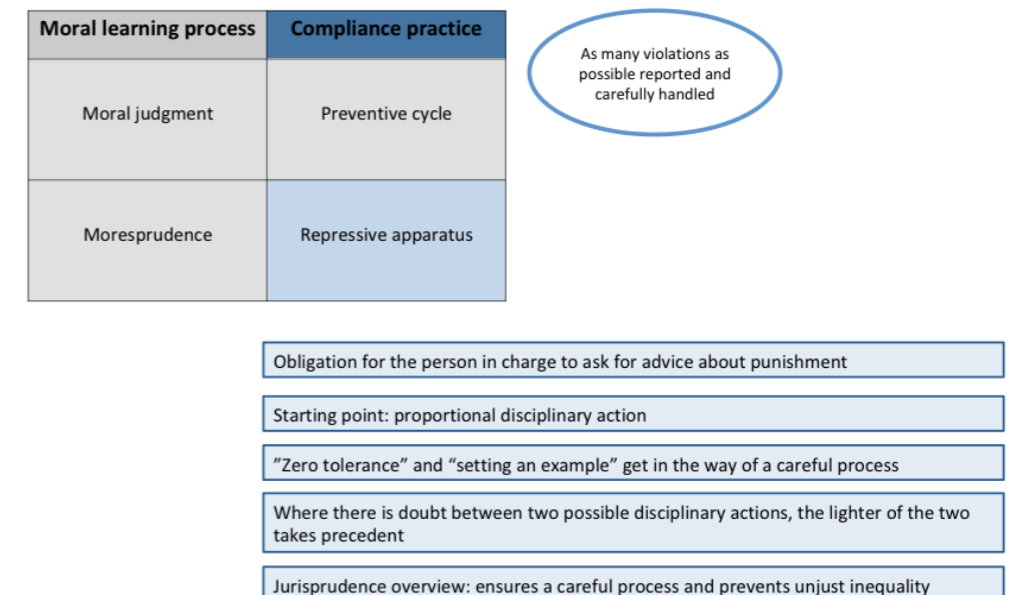 Moral learning process
Compliance practice
As many violations as
possible reported and
carefully handled
Moral judgment
Preventive cycle
Moresprudence
Repressive apparatus
Obligation for the person in charge to ask for advice about punishment
Starting point: proportional disciplinary action
”Zero tolerance” and “setting an example” get in the way of a careful process
Where there is doubt between two possible disciplinary actions, the lighter of the two
takes precedent
Jurisprudence overview: ensures a careful process and prevents unjust inequality